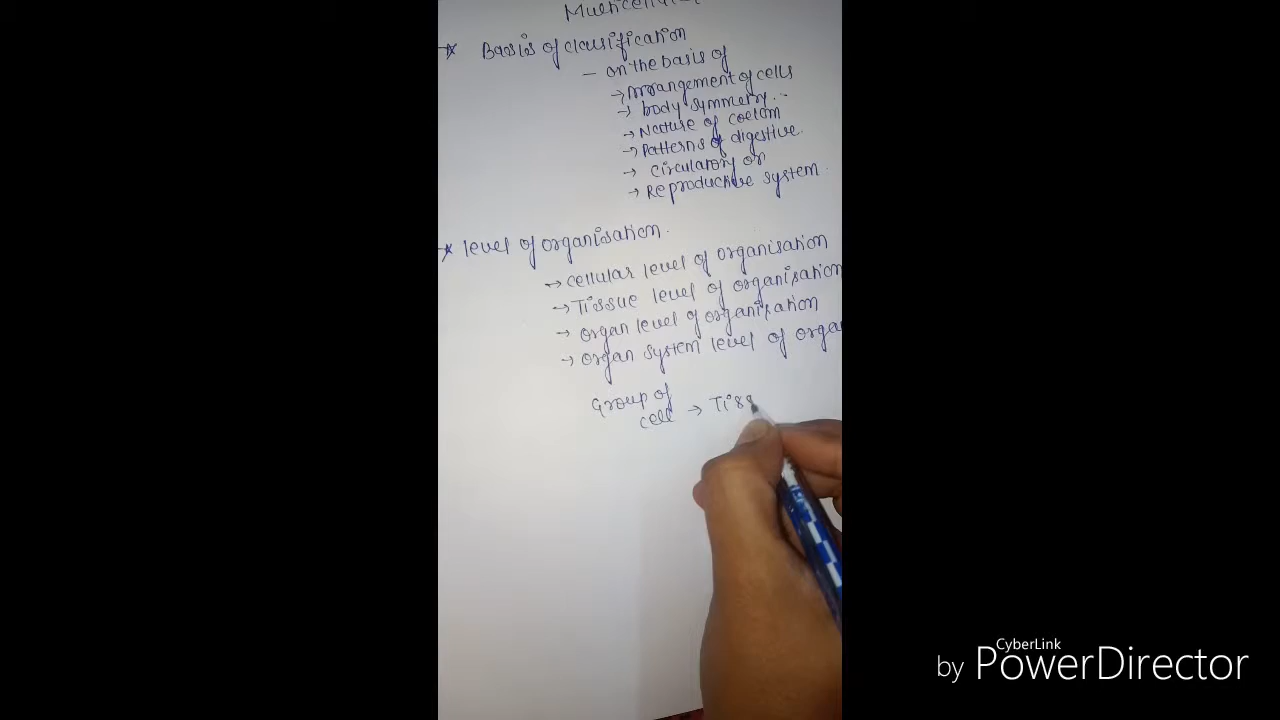 Multicellular
* Basis of classification
- on the basis of
→ Arrangement of cells
→ body symmetry.
→ Nature of coelom
→ Patterns of digestive.
→ circulatory or
→ Reproductive system.
* level of organisation.
→ cellular level of organisation
→ Tissue level of organisation
→ organ level of organization
→ organ system level of orga
Group of
cell → Tiss
CyberLink
by PowerDirector